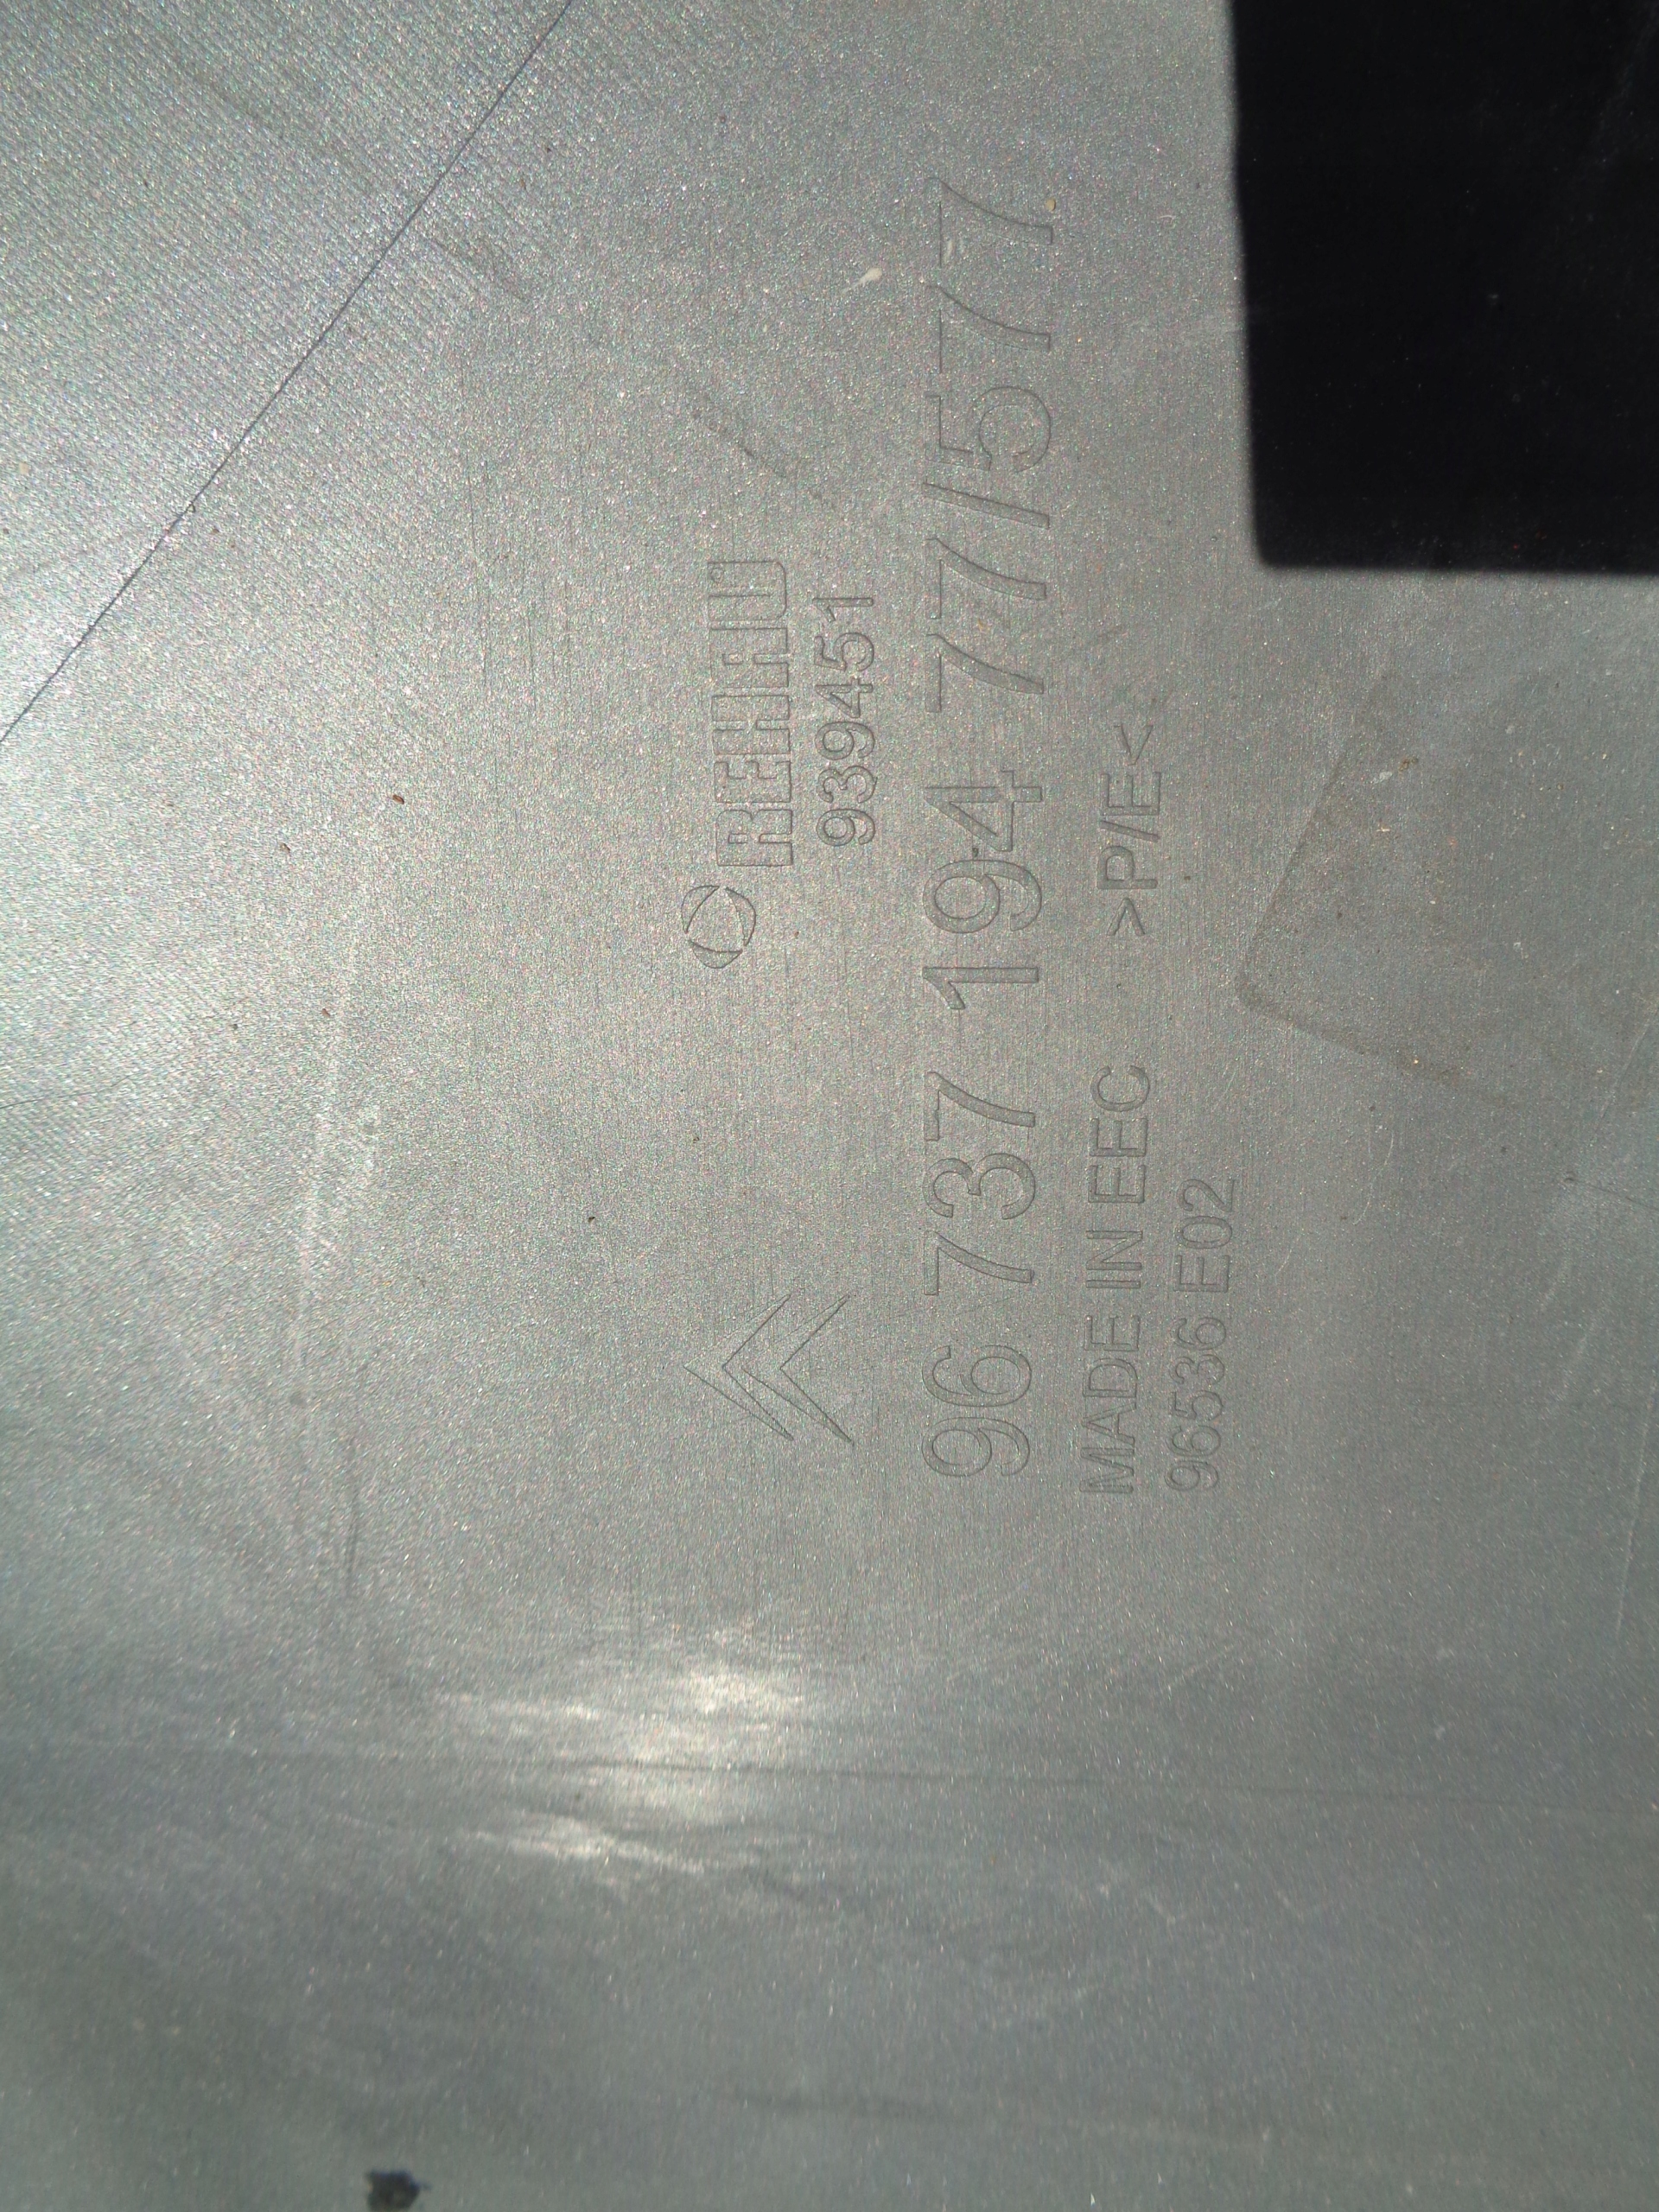 REHAU
939451
96 737 194 77/577
MADE IN EEC >P/E<
96536 E02